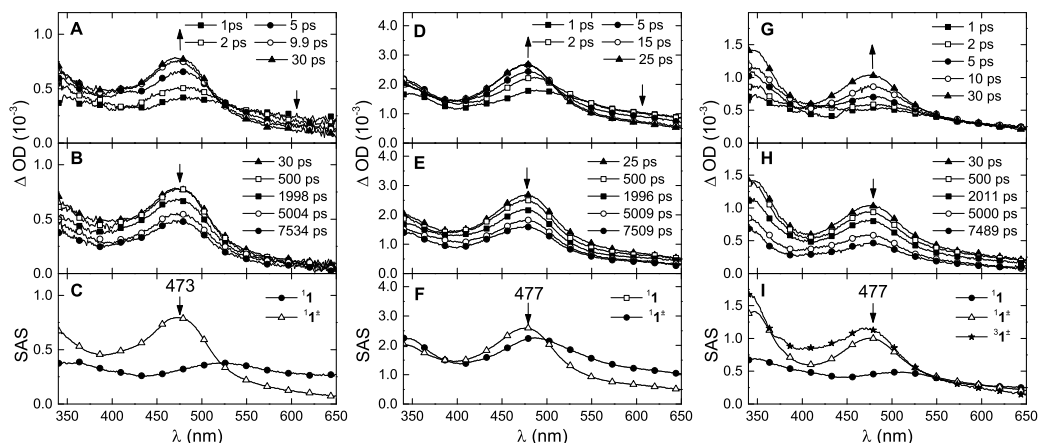 A
1 ps
5 ps
2 ps
9.9 ps
30 ps
1.0
0.5
0.0
B
30 ps
500 ps
1998 ps
5004 ps
7534 ps
1.0
0.5
0.0
Δ OD (10⁻³)
C
473
¹1
¹1±
1.0
0.5
0.0
SAS
350 400 450 500 550 600 650
λ (nm)
D
1 ps
5 ps
2 ps
15 ps
25 ps
4.0
3.0
2.0
1.0
0.0
E
25 ps
500 ps
1996 ps
5009 ps
7509 ps
4.0
3.0
2.0
1.0
0.0
Δ OD (10⁻³)
F
477
¹1
¹1±
4.0
3.0
2.0
1.0
0.0
SAS
350 400 450 500 550 600 650
λ (nm)
G
1 ps
2 ps
5 ps
10 ps
30 ps
1.5
1.0
0.5
0.0
H
30 ps
500 ps
2011 ps
5000 ps
7489 ps
1.5
1.0
0.5
0.0
Δ OD (10⁻³)
I
477
¹1
¹1±
³1±
1.5
1.0
0.5
0.0
SAS
350 400 450 500 550 600 650
λ (nm)